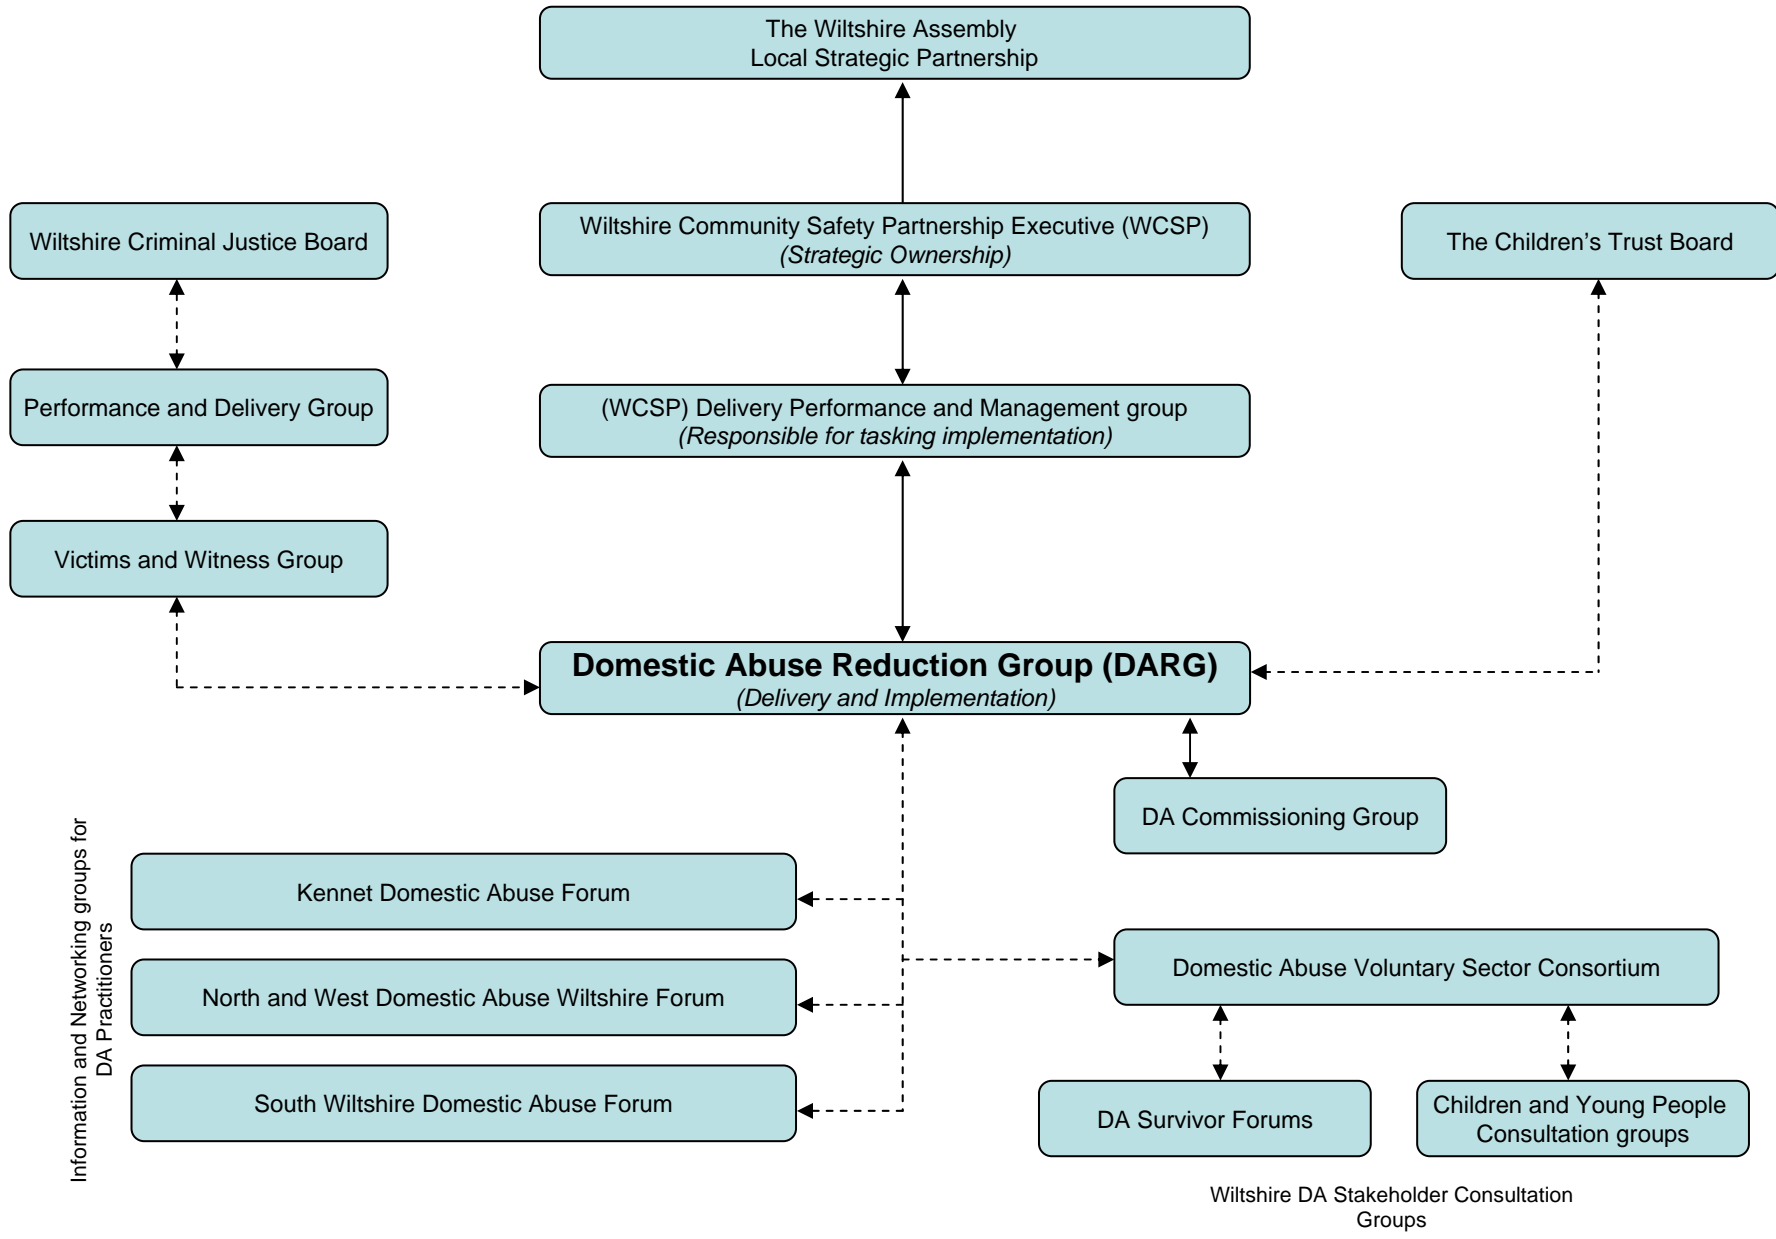 The Wiltshire Assembly
Local Strategic Partnership
Wiltshire Criminal Justice Board
Wiltshire Community Safety Partnership Executive (WCSP)
(Strategic Ownership)
The Children’s Trust Board
Performance and Delivery Group
(WCSP) Delivery Performance and Management group
(Responsible for tasking implementation)
Victims and Witness Group
Domestic Abuse Reduction Group (DARG)
(Delivery and Implementation)
DA Commissioning Group
Information and Networking groups for
DA Practitioners
Kennet Domestic Abuse Forum
North and West Domestic Abuse Wiltshire Forum
South Wiltshire Domestic Abuse Forum
Domestic Abuse Voluntary Sector Consortium
DA Survivor Forums
Children and Young People
Consultation groups
Wiltshire DA Stakeholder Consultation
Groups